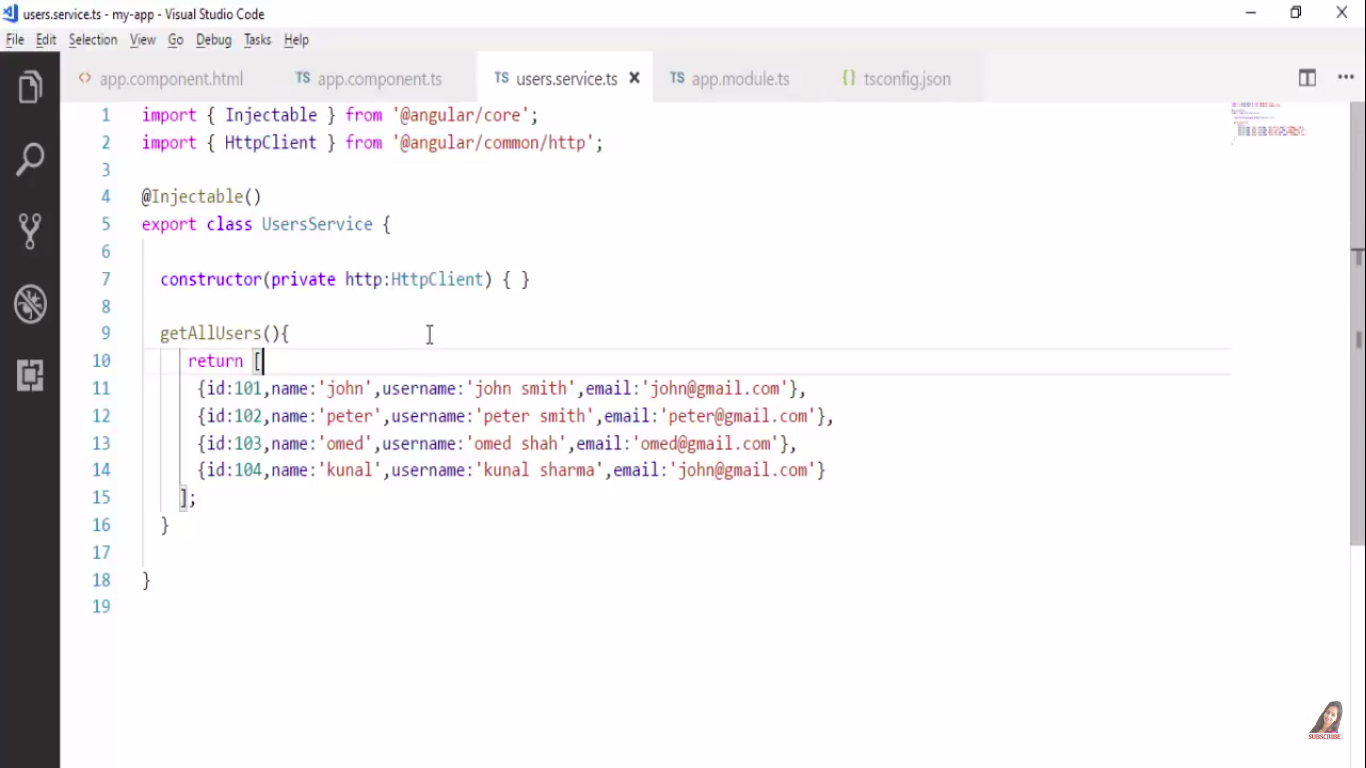 users.service.ts - my-app - Visual Studio Code
File Edit Selection View Go Debug Tasks Help
<> app.component.html TS app.component.ts TS users.service.ts × TS app.module.ts {} tsconfig.json
1 import { Injectable } from '@angular/core';
2 import { HttpClient } from '@angular/common/http';
3
4 @Injectable()
5 export class UsersService {
6
7 constructor(private http:HttpClient) { }
8
9 getAllUsers(){
10 return [
11 {id:101,name:'john',username:'john smith',email:'john@gmail.com'},
12 {id:102,name:'peter',username:'peter smith',email:'peter@gmail.com'},
13 {id:103,name:'omed',username:'omed shah',email:'omed@gmail.com'},
14 {id:104,name:'kunal',username:'kunal sharma',email:'john@gmail.com'}
15 ];
16 }
17
18 }
19
SUBSCRIBE